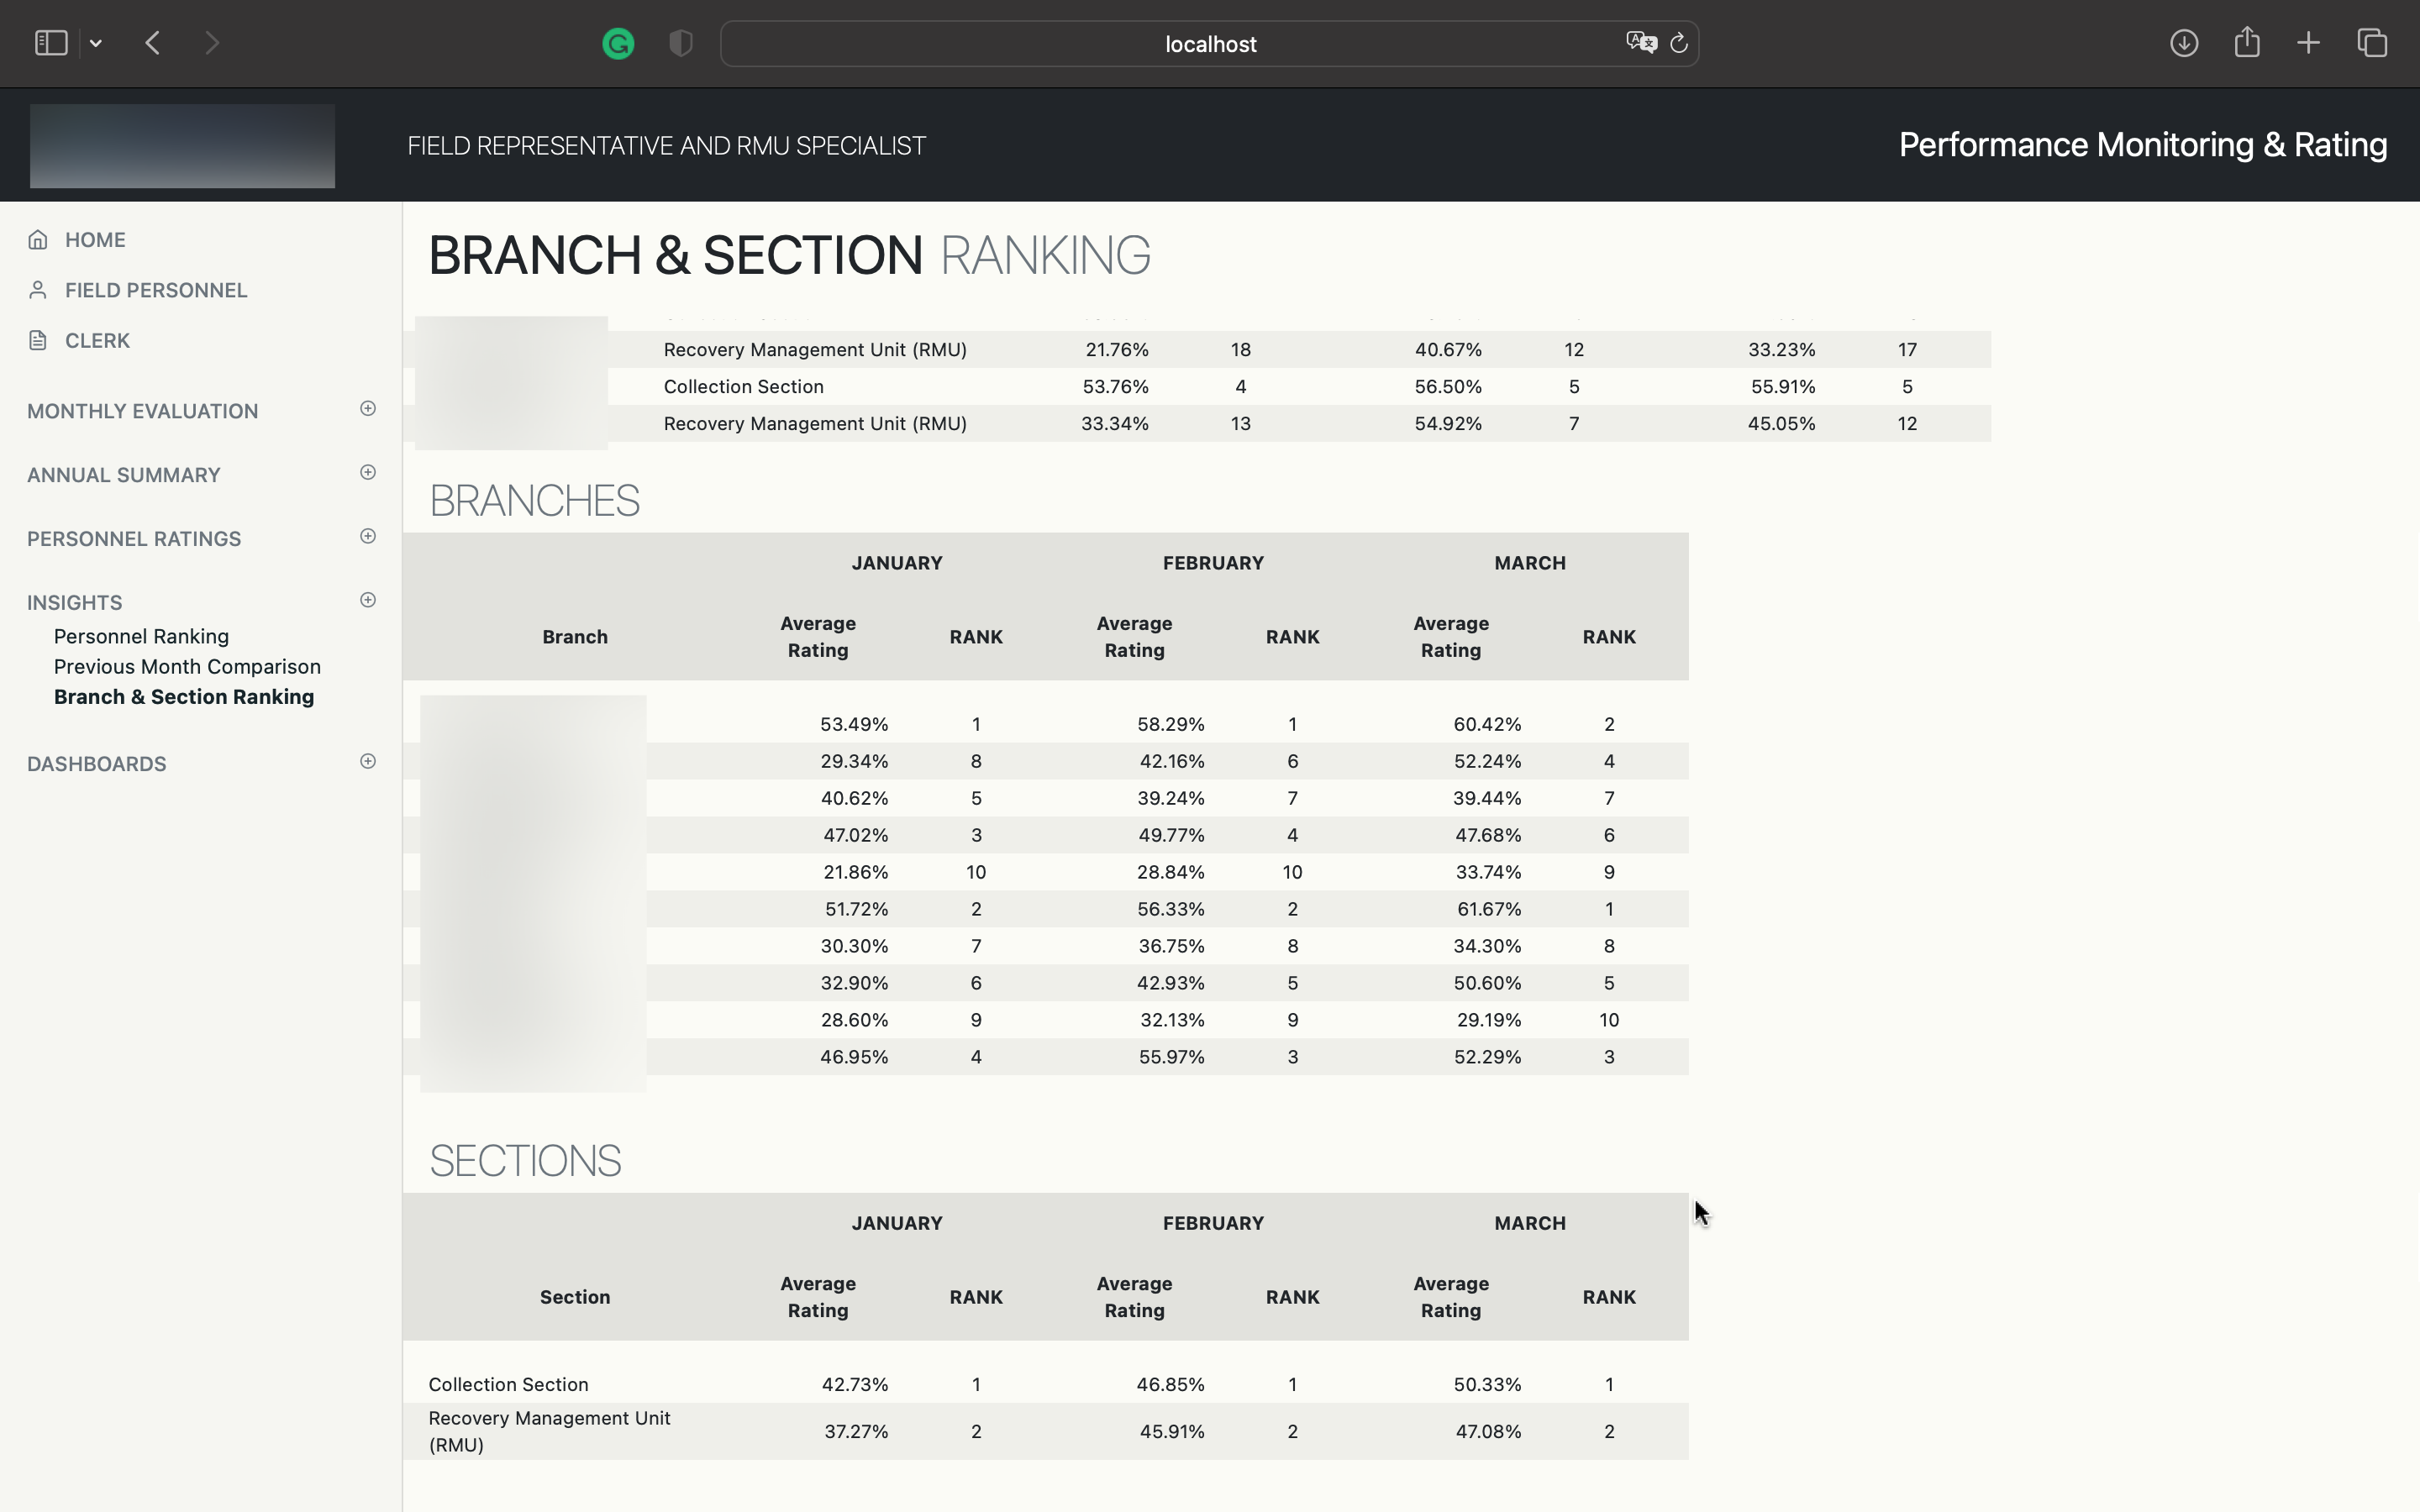 localhost
FIELD REPRESENTATIVE AND RMU SPECIALIST
Performance Monitoring & Rating
HOME
FIELD PERSONNEL
CLERK
MONTHLY EVALUATION
ANNUAL SUMMARY
PERSONNEL RATINGS
INSIGHTS
Personnel Ranking
Previous Month Comparison
Branch & Section Ranking
DASHBOARDS
BRANCH & SECTION RANKING
Recovery Management Unit (RMU) 21.76% 18 40.67% 12 33.23% 17
Collection Section 53.76% 4 56.50% 5 55.91% 5
Recovery Management Unit (RMU) 33.34% 13 54.92% 7 45.05% 12
BRANCHES
JANUARY FEBRUARY MARCH
Branch Average Rating RANK Average Rating RANK Average Rating RANK
53.49% 1 58.29% 1 60.42% 2
29.34% 8 42.16% 6 52.24% 4
40.62% 5 39.24% 7 39.44% 7
47.02% 3 49.77% 4 47.68% 6
21.86% 10 28.84% 10 33.74% 9
51.72% 2 56.33% 2 61.67% 1
30.30% 7 36.75% 8 34.30% 8
32.90% 6 42.93% 5 50.60% 5
28.60% 9 32.13% 9 29.19% 10
46.95% 4 55.97% 3 52.29% 3
SECTIONS
JANUARY FEBRUARY MARCH
Section Average Rating RANK Average Rating RANK Average Rating RANK
Collection Section 42.73% 1 46.85% 1 50.33% 1
Recovery Management Unit (RMU) 37.27% 2 45.91% 2 47.08% 2